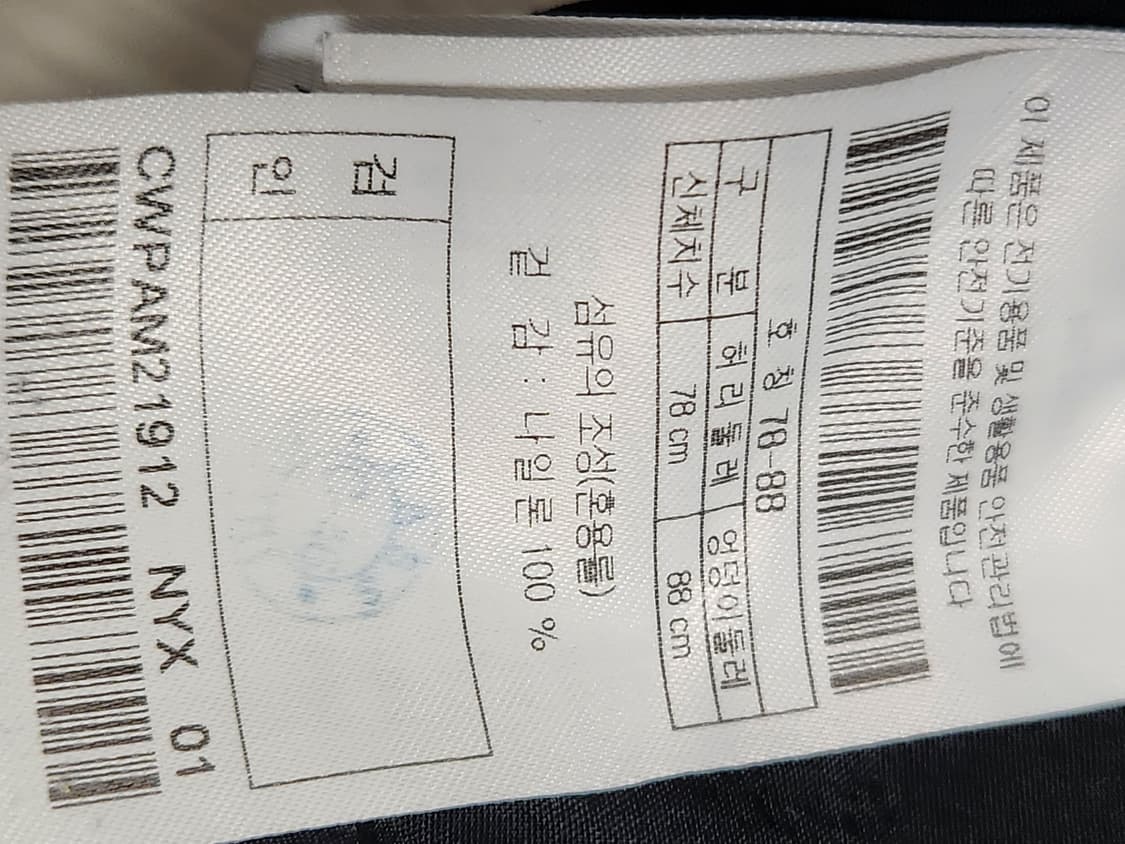 이 제품은 전기용품 및 생활용품 안전관리법에
따른 안전기준을 준수한 제품입니다
호 칭 78-88
구 분 허리둘레 엉덩이둘레
신체치수 78 cm 88 cm
섬유의 조성(혼용률)
겉 감 : 나일론 100 %
검
인
CWPAM21912 NYX 01